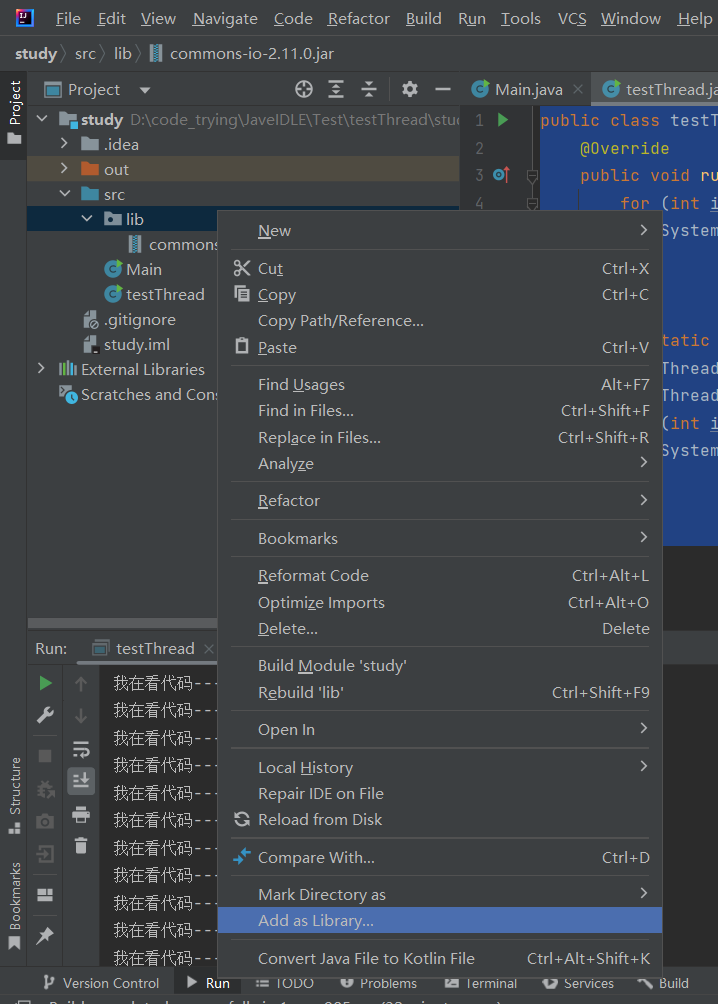 File Edit View Navigate Code Refactor Build Run Tools VCS Window Help
study src lib commons-io-2.11.0.jar
Project
Project
Main.java
testThread.ja
study D:\code_trying\JaveIDLE\Test\testThread\stu
.idea
out
src
lib
commons
Main
testThread
.gitignore
study.iml
External Libraries
Scratches and Con
1 public class testT
2 @Override
3 public void ru
4 for (int i
System
tatic
Thread
Thread
(int i
System
New
Cut Ctrl+X
Copy Ctrl+C
Copy Path/Reference...
Paste Ctrl+V
Find Usages Alt+F7
Find in Files... Ctrl+Shift+F
Replace in Files... Ctrl+Shift+R
Analyze
Refactor
Bookmarks
Reformat Code Ctrl+Alt+L
Optimize Imports Ctrl+Alt+O
Delete... Delete
Build Module 'study'
Rebuild 'lib' Ctrl+Shift+F9
Open In
Local History
Repair IDE on File
Reload from Disk
Compare With... Ctrl+D
Mark Directory as
Add as Library...
Convert Java File to Kotlin File Ctrl+Alt+Shift+K
Run: testThread
我在看代码---
我在看代码---
我在看代码---
我在看代码---
我在看代码---
我在看代码---
我在看代码---
我在看代码---
我在看代码---
我在看代码---
我在看代码---
Structure
Bookmarks
Version Control Run TODO Problems Terminal Services Build